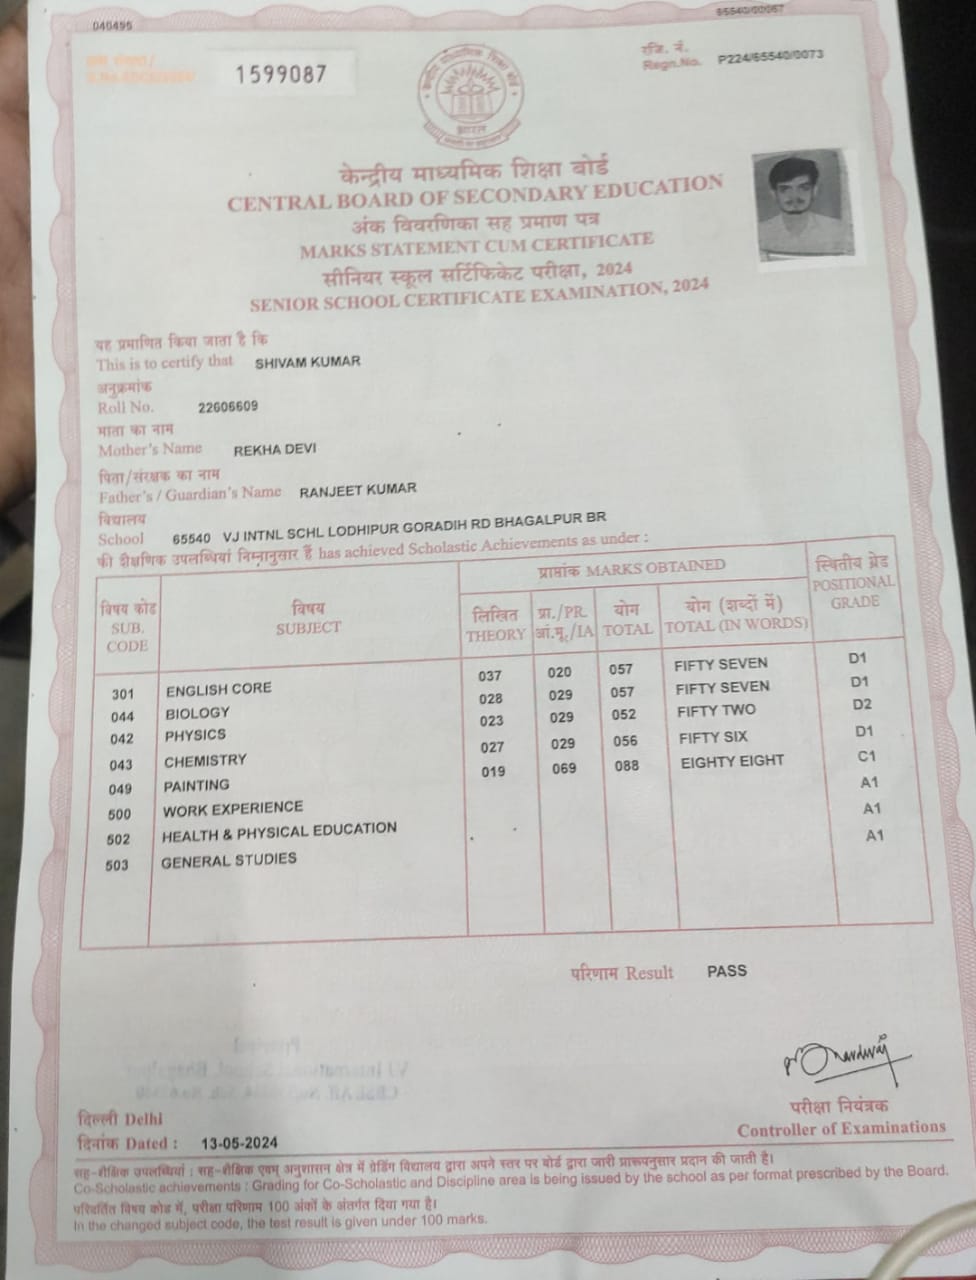 040495
65540/00067
1599087
रजि. नं.
Regn.No. P224/65540/0073
भारत
केन्द्रीय माध्यमिक शिक्षा बोर्ड
CENTRAL BOARD OF SECONDARY EDUCATION
अंक विवरणिका सह प्रमाण पत्र
MARKS STATEMENT CUM CERTIFICATE
सीनियर स्कूल सर्टिफिकेट परीक्षा, 2024
SENIOR SCHOOL CERTIFICATE EXAMINATION, 2024
यह प्रमाणित किया जाता है कि
This is to certify that SHIVAM KUMAR
अनुक्रमांक
Roll No. 22606609
माता का नाम
Mother's Name REKHA DEVI
पिता/संरक्षक का नाम
Father's / Guardian's Name RANJEET KUMAR
विद्यालय
School 65540 VJ INTNL SCHL LODHIPUR GORADIH RD BHAGALPUR BR
की शैक्षणिक उपलब्धियां निम्नानुसार हैं has achieved Scholastic Achievements as under :
विषय कोड
SUB.
CODE
विषय
SUBJECT
प्राप्तांक MARKS OBTAINED
लिखित
THEORY
प्रा./PR.
आं.मू./IA
योग
TOTAL
योग (शब्दों में)
TOTAL (IN WORDS)
स्थितीय ग्रेड
POSITIONAL
GRADE
301 ENGLISH CORE 037 020 057 FIFTY SEVEN D1
044 BIOLOGY 028 029 057 FIFTY SEVEN D1
042 PHYSICS 023 029 052 FIFTY TWO D2
043 CHEMISTRY 027 029 056 FIFTY SIX D1
049 PAINTING 019 069 088 EIGHTY EIGHT C1
500 WORK EXPERIENCE A1
502 HEALTH & PHYSICAL EDUCATION A1
503 GENERAL STUDIES A1
परिणाम Result PASS
परीक्षा नियंत्रक
Controller of Examinations
दिल्ली Delhi
दिनांक Dated : 13-05-2024
सह-शैक्षिक उपलब्धियां : सह-शैक्षिक एवम् अनुशासन क्षेत्र में ग्रेडिंग विद्यालय द्वारा अपने स्तर पर बोर्ड द्वारा जारी प्रारूपनुसार प्रदान की जाती है।
Co-Scholastic achievements : Grading for Co-Scholastic and Discipline area is being issued by the school as per format prescribed by the Board.
परिवर्तित विषय कोड में, परीक्षा परिणाम 100 अंकों के अंतर्गत दिया गया है।
In the changed subject code, the test result is given under 100 marks.